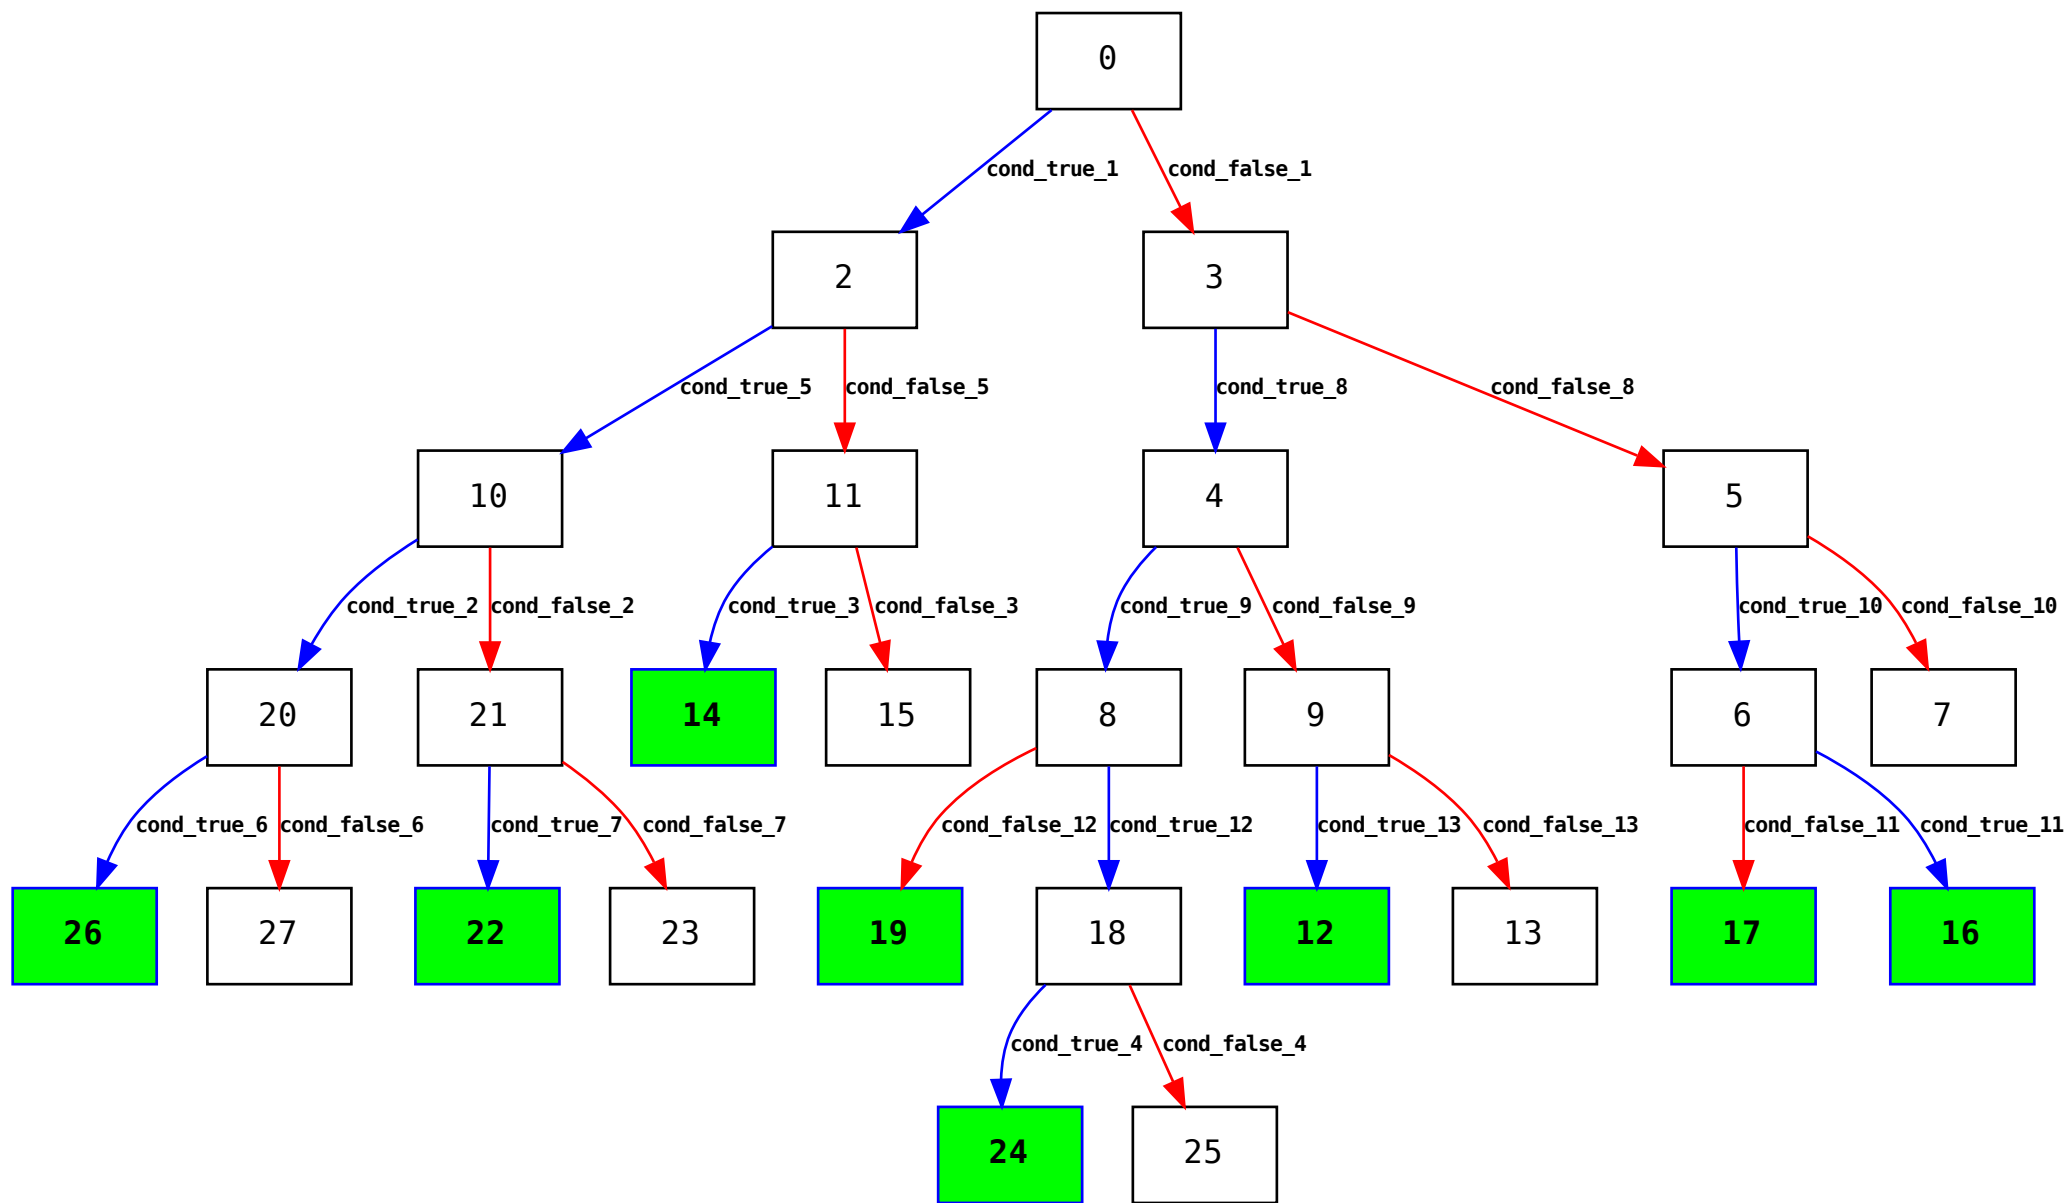 0
cond_true_1 cond_false_1
2 3
cond_true_5 cond_false_5 cond_true_8 cond_false_8
10 11 4 5
cond_true_2 cond_false_2 cond_true_3 cond_false_3 cond_true_9 cond_false_9 cond_true_10 cond_false_10
20 21 14 15 8 9 6 7
cond_true_6 cond_false_6 cond_true_7 cond_false_7 cond_false_12 cond_true_12 cond_true_13 cond_false_13 cond_false_11 cond_true_11
26 27 22 23 19 18 12 13 17 16
cond_true_4 cond_false_4
24 25